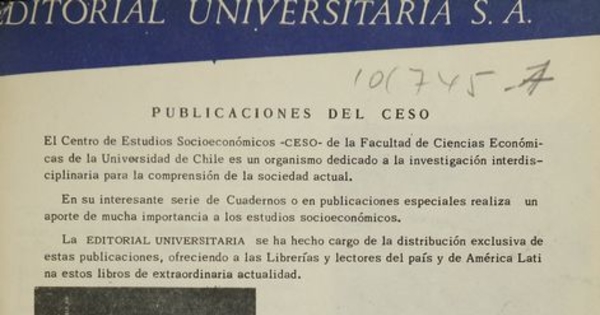 EDITORIAL UNIVERSITARIA S. A.
101745-7
PUBLICACIONES DEL CESO
El Centro de Estudios Socioeconómicos -CESO- de la Facultad de Ciencias Económi-
cas de la Universidad de Chile es un organismo dedicado a la investigación interdis-
ciplinaria para la comprensión de la sociedad actual.
En su interesante serie de Cuadernos o en publicaciones especiales realiza un
aporte de mucha importancia a los estudios socioeconómicos.
La EDITORIAL UNIVERSITARIA se ha hecho cargo de la distribución exclusiva de
estas publicaciones, ofreciendo a las Librerías y lectores del país y de América Lati
na estos libros de extraordinaria actualidad.